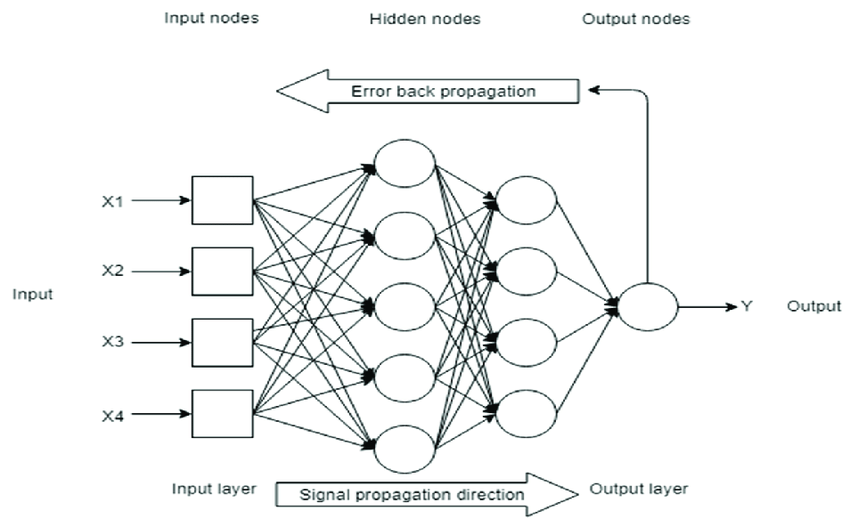 Input nodes
Hidden nodes
Output nodes
Error back propagation
X1
X2
Input
X3
X4
Y
Output
Input layer
Signal propagation direction
Output layer